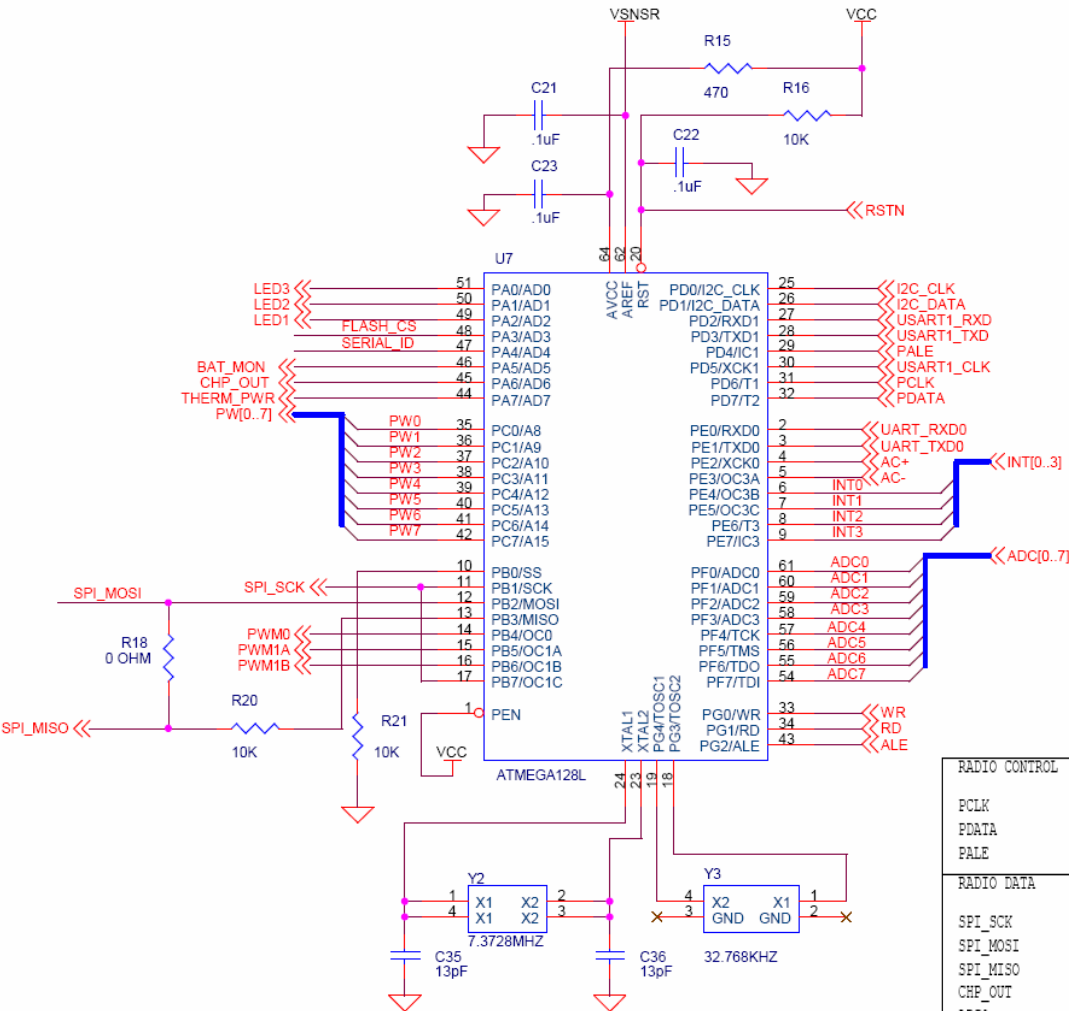 VSNSR
VCC
R15
470
R16
10K
C21
.1uF
C22
.1uF
C23
.1uF
RSTN
U7
64
62
20
AVCC
AREF
RST
LED3 51 PA0/AD0
LED2 50 PA1/AD1
LED1 49 PA2/AD2
FLASH_CS 48 PA3/AD3
SERIAL_ID 47 PA4/AD4
BAT_MON 46 PA5/AD5
CHP_OUT 45 PA6/AD6
THERM_PWR 44 PA7/AD7
PW[0..7]
PW0 35 PC0/A8
PW1 36 PC1/A9
PW2 37 PC2/A10
PW3 38 PC3/A11
PW4 39 PC4/A12
PW5 40 PC5/A13
PW6 41 PC6/A14
PW7 42 PC7/A15
10 PB0/SS
SPI_SCK 11 PB1/SCK
SPI_MOSI 12 PB2/MOSI
13 PB3/MISO
PWM0 14 PB4/OC0
PWM1A 15 PB5/OC1A
PWM1B 16 PB6/OC1B
17 PB7/OC1C
1 PEN
R18
0 OHM
R20
10K
R21
10K
SPI_MISO
VCC
PD0/I2C_CLK 25 I2C_CLK
PD1/I2C_DATA 26 I2C_DATA
PD2/RXD1 27 USART1_RXD
PD3/TXD1 28 USART1_TXD
PD4/IC1 29 PALE
PD5/XCK1 30 USART1_CLK
PD6/T1 31 PCLK
PD7/T2 32 PDATA
PE0/RXD0 2 UART_RXD0
PE1/TXD0 3 UART_TXD0
PE2/XCK0 4 AC+
PE3/OC3A 5 AC-
PE4/OC3B 6 INT0
PE5/OC3C 7 INT1
PE6/T3 8 INT2
PE7/IC3 9 INT3
INT[0..3]
PF0/ADC0 61 ADC0
PF1/ADC1 60 ADC1
PF2/ADC2 59 ADC2
PF3/ADC3 58 ADC3
PF4/TCK 57 ADC4
PF5/TMS 56 ADC5
PF6/TDO 55 ADC6
PF7/TDI 54 ADC7
ADC[0..7]
PG0/WR 33 WR
PG1/RD 34 RD
PG2/ALE 43 ALE
XTAL1
XTAL2
PG4/TOSC1
PG3/TOSC2
24
23
19
18
ATMEGA128L
Y2
1 X1 X2 2
4 X1 X2 3
7.3728MHZ
C35
13pF
C36
13pF
Y3
4 X2 X1 1
3 GND GND 2
32.768KHZ
RADIO CONTROL
PCLK
PDATA
PALE
RADIO DATA
SPI_SCK
SPI_MOSI
SPI_MISO
CHP_OUT